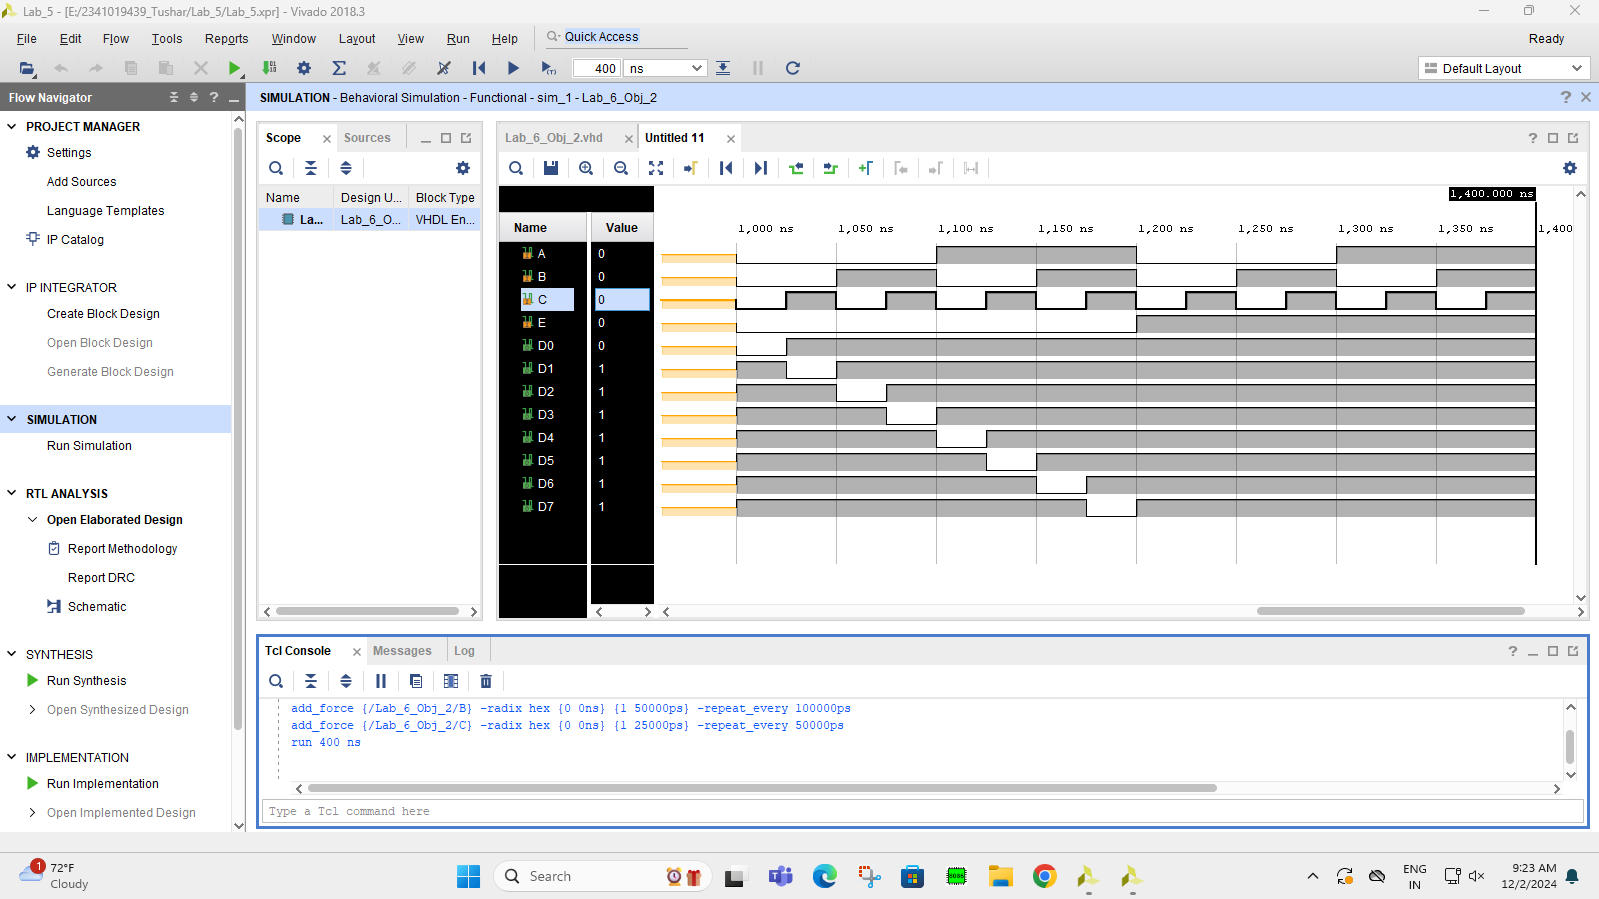 Lab_5 - [E:/2341019439_Tushar/Lab_5/Lab_5.xpr] - Vivado 2018.3
File Edit Flow Tools Reports Window Layout View Run Help Quick Access Ready
400 ns Default Layout
Flow Navigator
SIMULATION - Behavioral Simulation - Functional - sim_1 - Lab_6_Obj_2
PROJECT MANAGER
Settings
Add Sources
Language Templates
IP Catalog
IP INTEGRATOR
Create Block Design
Open Block Design
Generate Block Design
SIMULATION
Run Simulation
RTL ANALYSIS
Open Elaborated Design
Report Methodology
Report DRC
Schematic
SYNTHESIS
Run Synthesis
Open Synthesized Design
IMPLEMENTATION
Run Implementation
Open Implemented Design
Scope Sources
Name Design U... Block Type
La... Lab_6_O... VHDL En...
Lab_6_Obj_2.vhd Untitled 11
1,400.000 ns
Name Value
1,000 ns 1,050 ns 1,100 ns 1,150 ns 1,200 ns 1,250 ns 1,300 ns 1,350 ns 1,400
A 0
B 0
C 0
E 0
D0 0
D1 1
D2 1
D3 1
D4 1
D5 1
D6 1
D7 1
Tcl Console Messages Log
add_force {/Lab_6_Obj_2/B} -radix hex {0 0ns} {1 50000ps} -repeat_every 100000ps
add_force {/Lab_6_Obj_2/C} -radix hex {0 0ns} {1 25000ps} -repeat_every 50000ps
run 400 ns
Type a Tcl command here
1
72°F
Cloudy
Search
8086
ENG
IN
9:23 AM
12/2/2024